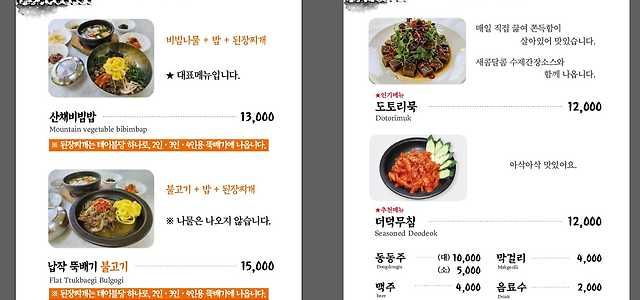 비빔나물 + 밥 + 된장찌개
★ 대표메뉴입니다.
산채비빔밥 13,000
Mountain vegetable bibimbap
※ 된장찌개는 테이블당 하나로, 2인 · 3인 · 4인용 뚝배기에 나옵니다.
불고기 + 밥 + 된장찌개
※ 나물은 나오지 않습니다.
납작 뚝배기 불고기 15,000
Flat Ttukbaegi Bulgogi
※ 된장찌개는 테이블당 하나로, 2인 · 3인 · 4인용 뚝배기에 나옵니다.
매일 직접 끓여 쫀득함이
살아있어 맛있습니다.
새콤달콤 수제간장소스와
함께 나옵니다.
★인기메뉴
도토리묵 12,000
Dotorimuk
아삭아삭 맛있어요.
★추천메뉴
더덕무침 12,000
Seasoned Deodeok
동동주 (대) 10,000
Dongdongju
(소) 5,000
막걸리 4,000
Makgeolli
맥주 4,000
beer
음료수 2,000
Drink